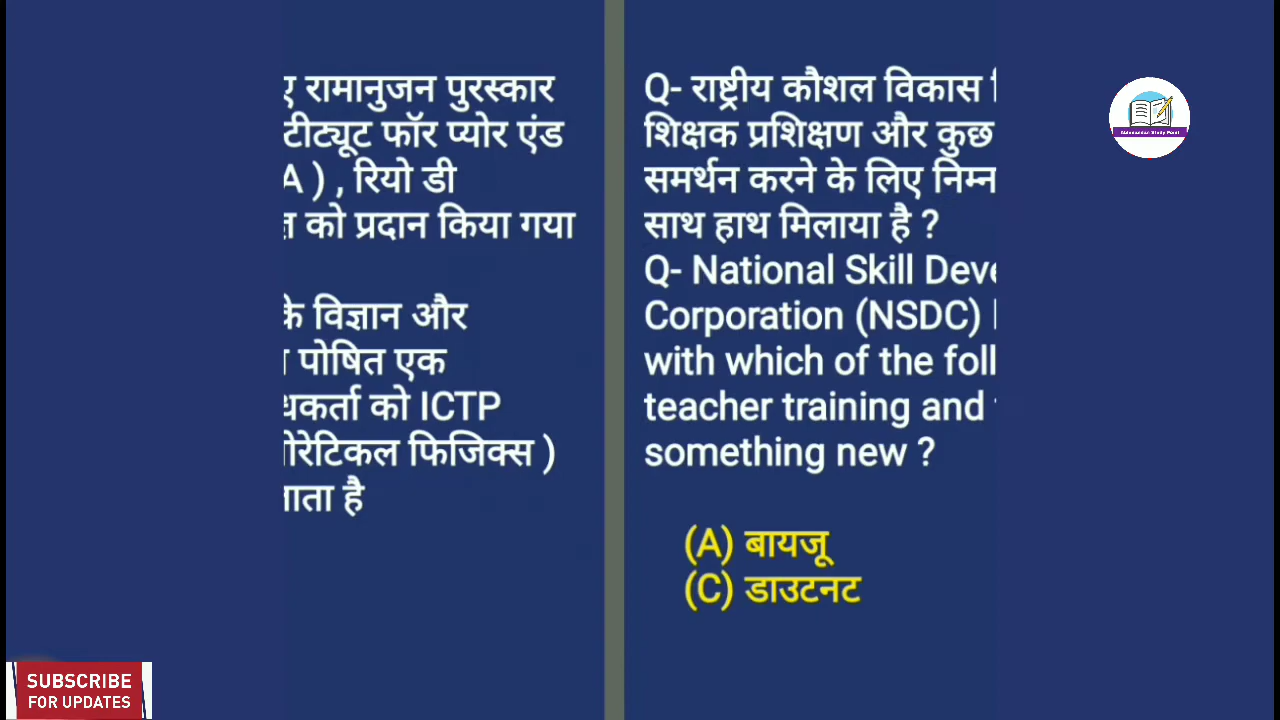 रामानुजन पुरस्कार
टीट्यूट फॉर प्योर एंड
A ) , रियो डी
को प्रदान किया गया
के विज्ञान और
पोषित एक
धकर्ता को ICTP
ोरेटिकल फिजिक्स )
जाता है
Q- राष्ट्रीय कौशल विकास
शिक्षक प्रशिक्षण और कुछ
समर्थन करने के लिए निम्न
साथ हाथ मिलाया है ?
Q- National Skill Deve
Corporation (NSDC)
with which of the foll
teacher training and
something new ?
(A) बायजू
(C) डाउटनट
SUBSCRIBE
FOR UPDATES